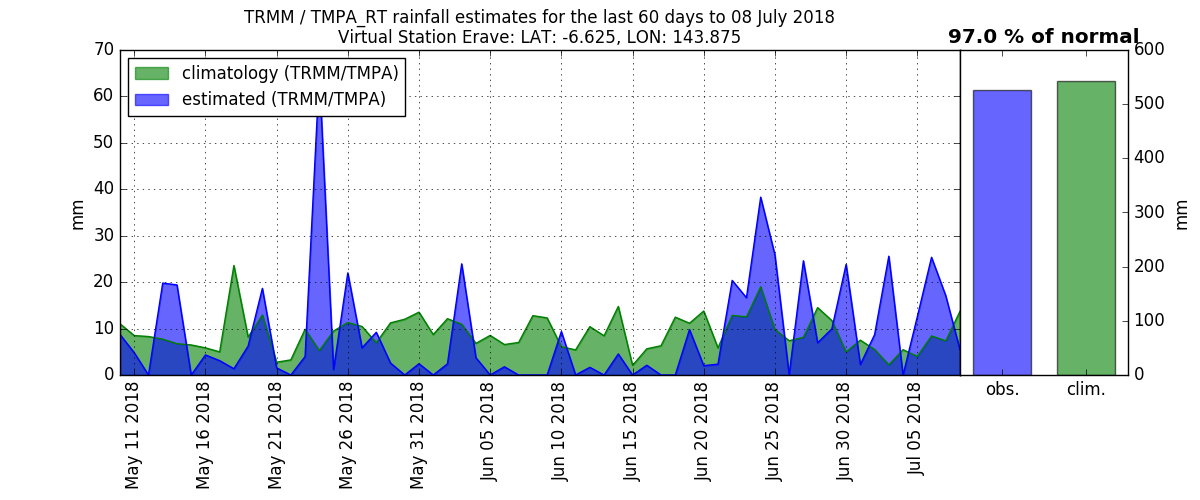 TRMM / TMPA_RT rainfall estimates for the last 60 days to 08 July 2018
Virtual Station Erave: LAT: -6.625, LON: 143.875
97.0 % of normal
climatology (TRMM/TMPA)
estimated (TRMM/TMPA)
70
60
50
40
30
20
10
0
mm
May 11 2018
May 16 2018
May 21 2018
May 26 2018
May 31 2018
Jun 05 2018
Jun 10 2018
Jun 15 2018
Jun 20 2018
Jun 25 2018
Jun 30 2018
Jul 05 2018
obs.
clim.
600
500
400
300
200
100
0
mm